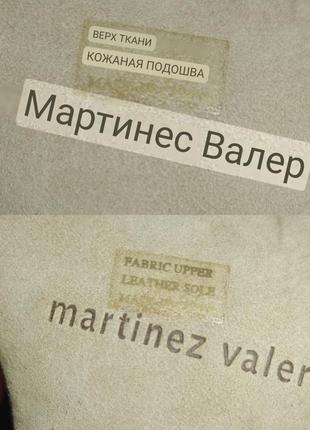 ВЕРХ ТКАНИ
КОЖАНАЯ ПОДОШВА
Мартинес Валер
FABRIC UPPER
LEATHER SOLE
martinez valer